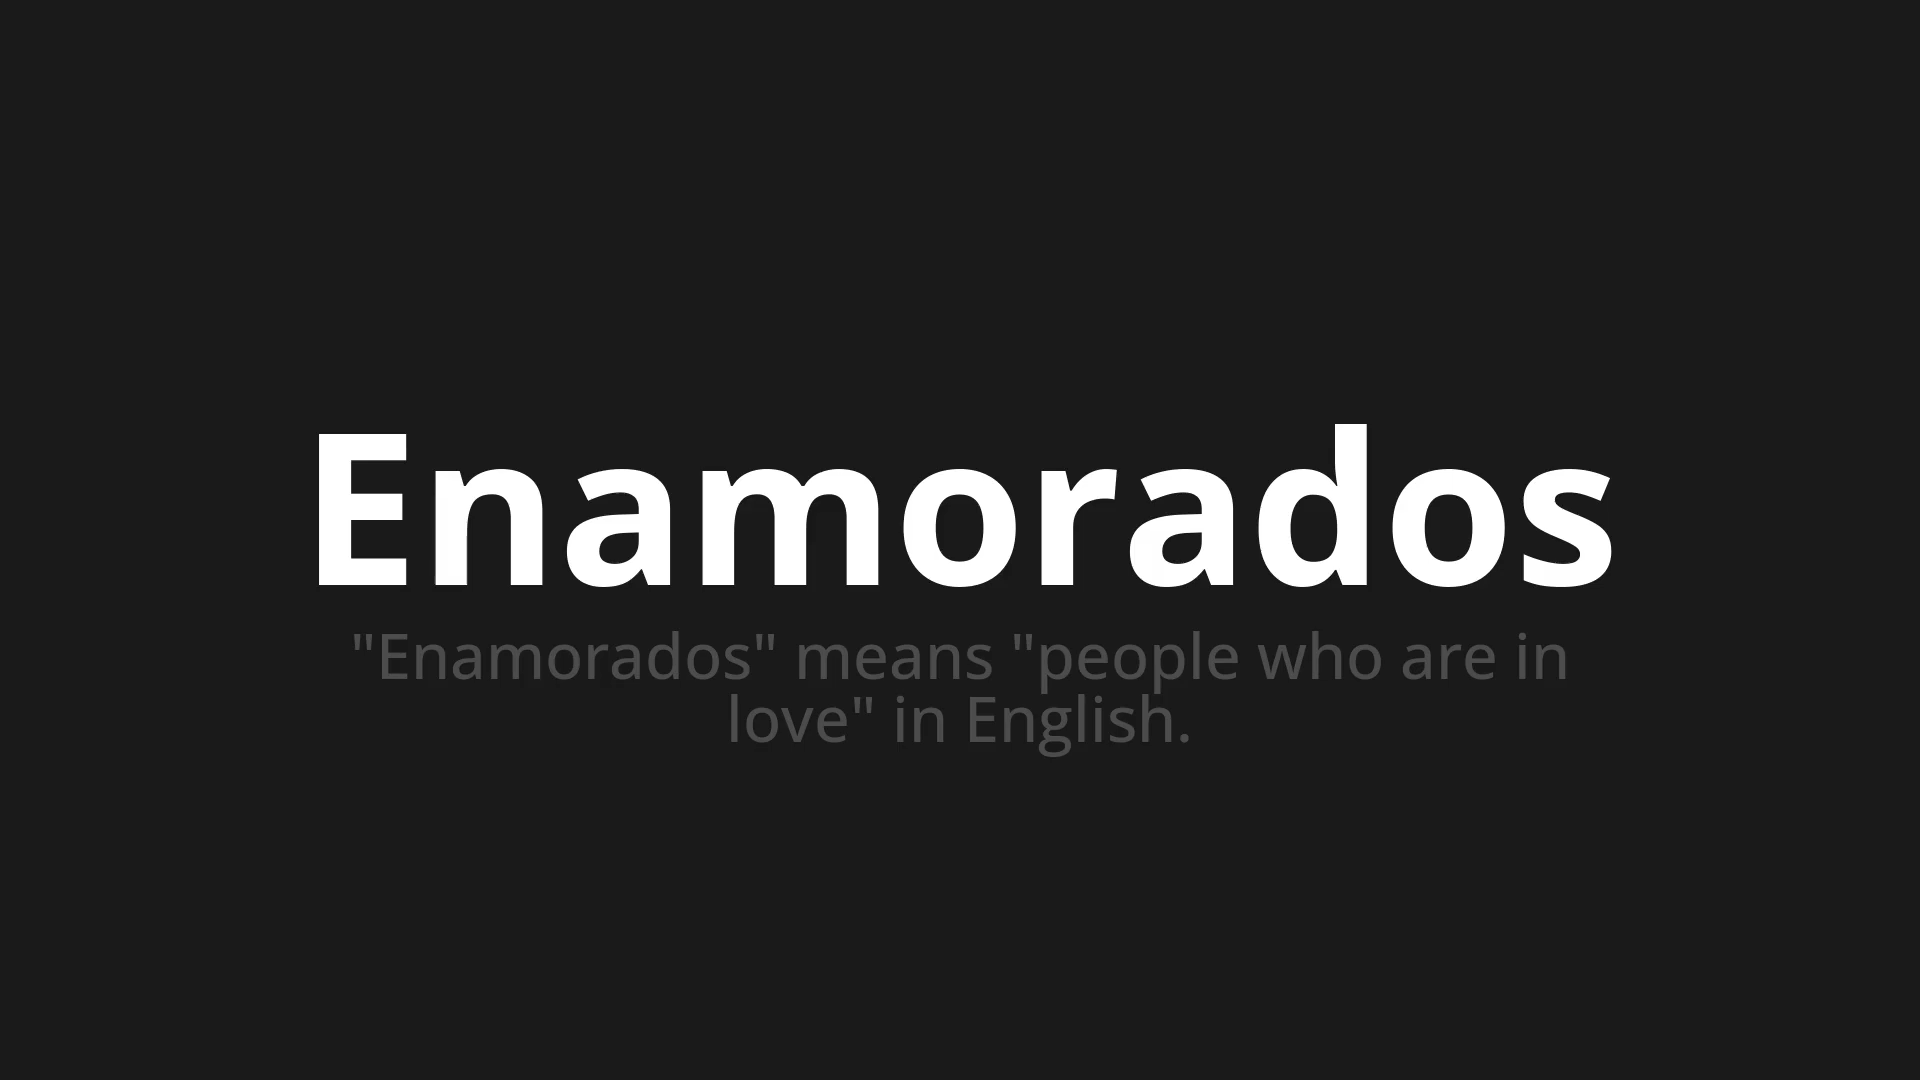 Enamorados
"Enamorados" means "people who are in
love" in English.